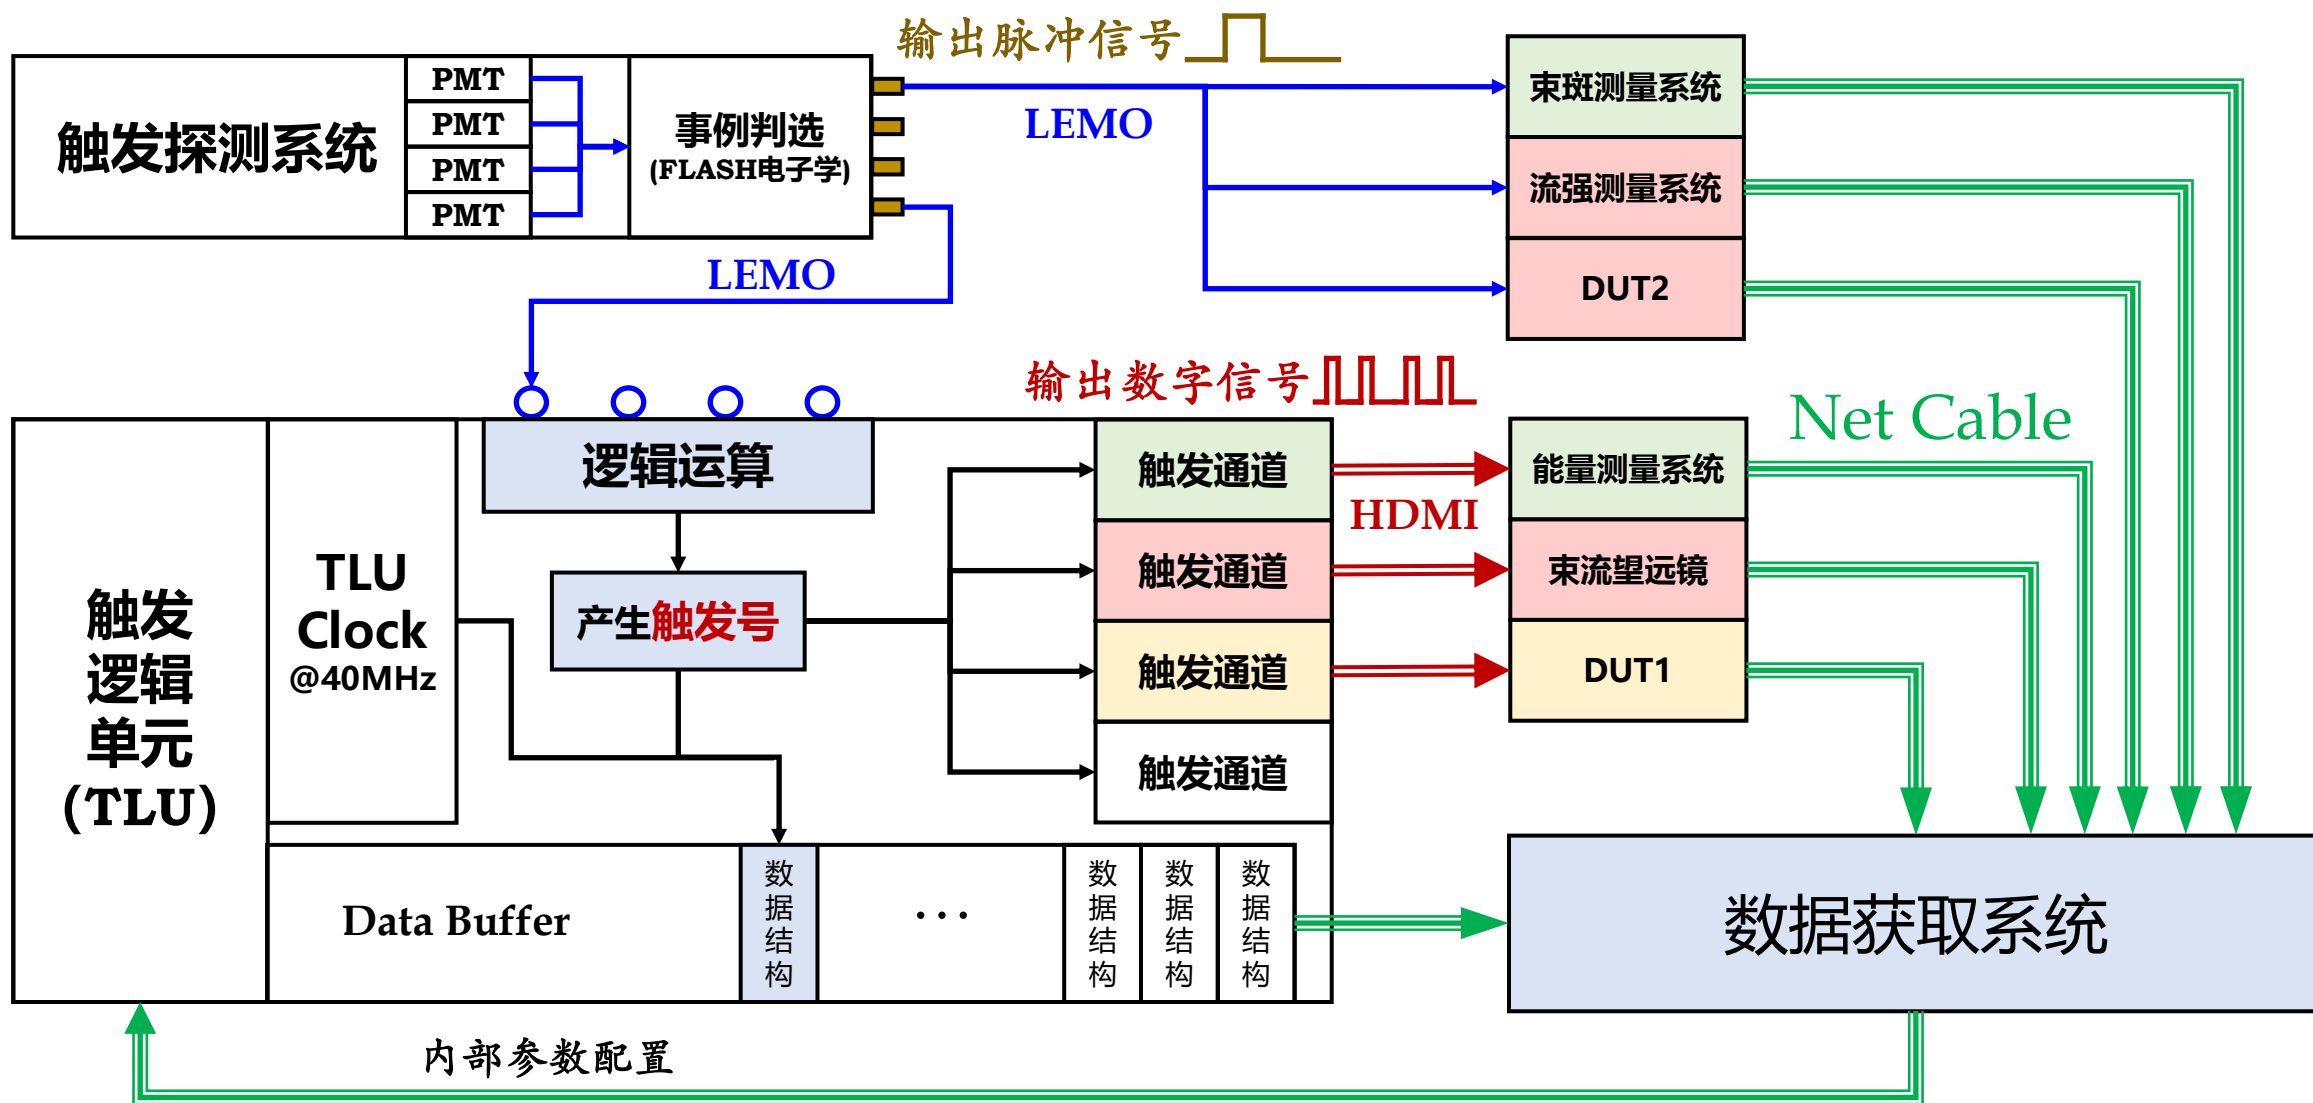 输出脉冲信号
触发探测系统
PMT
PMT
PMT
PMT
事例判选
(FLASH电子学)
LEMO
LEMO
束斑测量系统
流强测量系统
DUT2
输出数字信号
Net Cable
触发
逻辑
单元
(TLU)
TLU
Clock
@40MHz
逻辑运算
产生触发号
触发通道
触发通道
触发通道
触发通道
HDMI
能量测量系统
束流望远镜
DUT1
Data Buffer
数据结构
···
数据结构
数据结构
数据结构
数据获取系统
内部参数配置